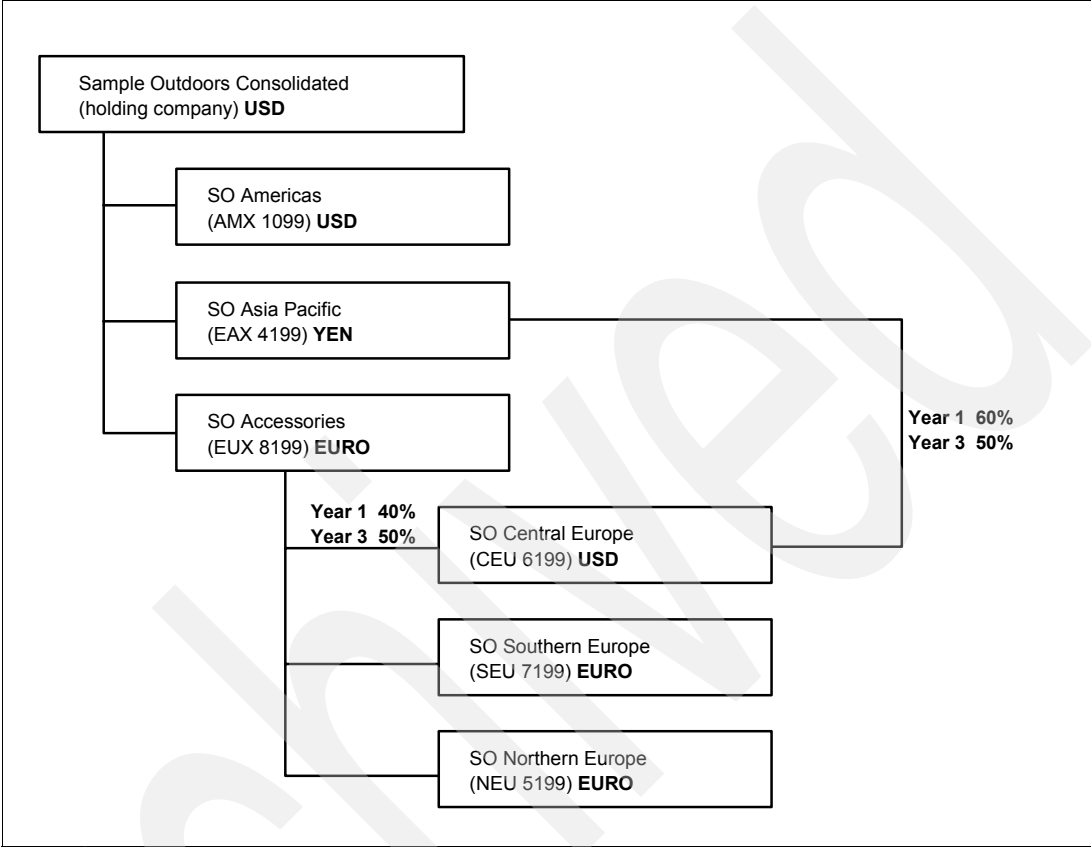 Sample Outdoors Consolidated
(holding company) USD
SO Americas
(AMX 1099) USD
SO Asia Pacific
(EAX 4199) YEN
Year 1 60%
Year 3 50%
SO Accessories
(EUX 8199) EURO
Year 1 40%
Year 3 50%
SO Central Europe
(CEU 6199) USD
SO Southern Europe
(SEU 7199) EURO
SO Northern Europe
(NEU 5199) EURO